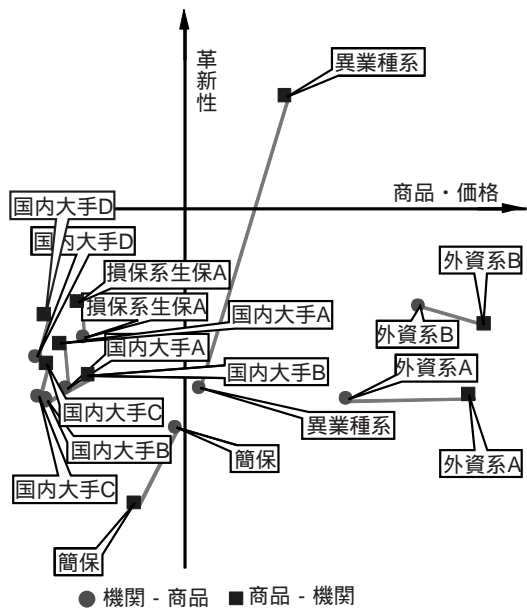 革新性
異業種系
商品・価格
国内大手D
国内大手D
外資系B
損保系生保A
損保系生保A
国内大手A
外資系B
国内大手A
国内大手B
外資系A
国内大手C
異業種系
国内大手B
簡保
外資系A
国内大手C
簡保
機関 - 商品 商品 - 機関